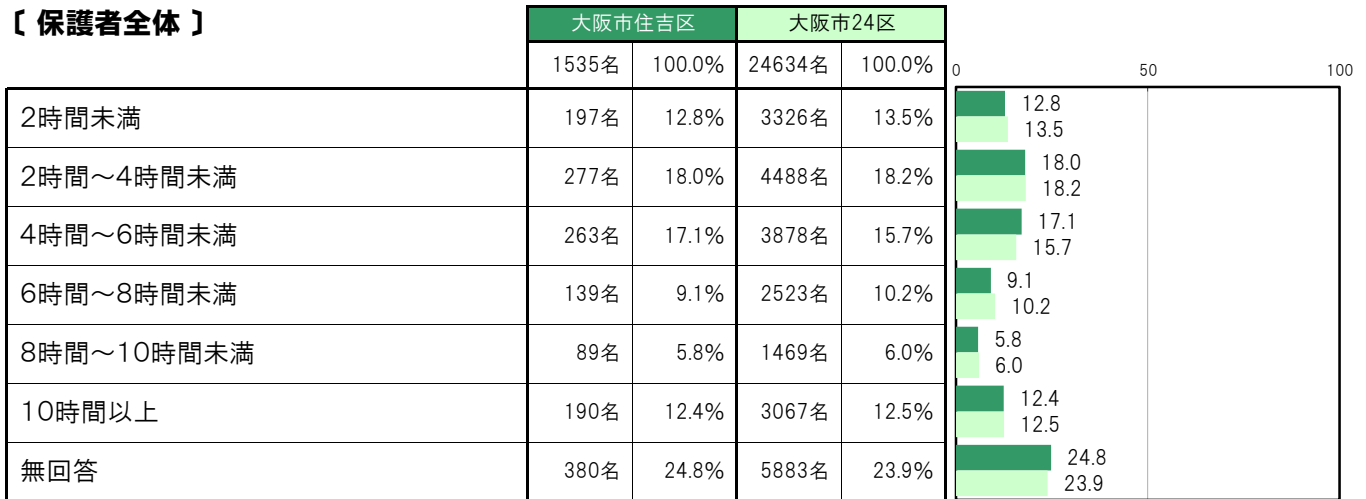 〔 保護者全体 〕
大阪市住吉区 大阪市24区
1535名 100.0% 24634名 100.0%
0 50 100
2時間未満 197名 12.8% 3326名 13.5%
12.8
13.5
2時間～4時間未満 277名 18.0% 4488名 18.2%
18.0
18.2
4時間～6時間未満 263名 17.1% 3878名 15.7%
17.1
15.7
6時間～8時間未満 139名 9.1% 2523名 10.2%
9.1
10.2
8時間～10時間未満 89名 5.8% 1469名 6.0%
5.8
6.0
10時間以上 190名 12.4% 3067名 12.5%
12.4
12.5
無回答 380名 24.8% 5883名 23.9%
24.8
23.9